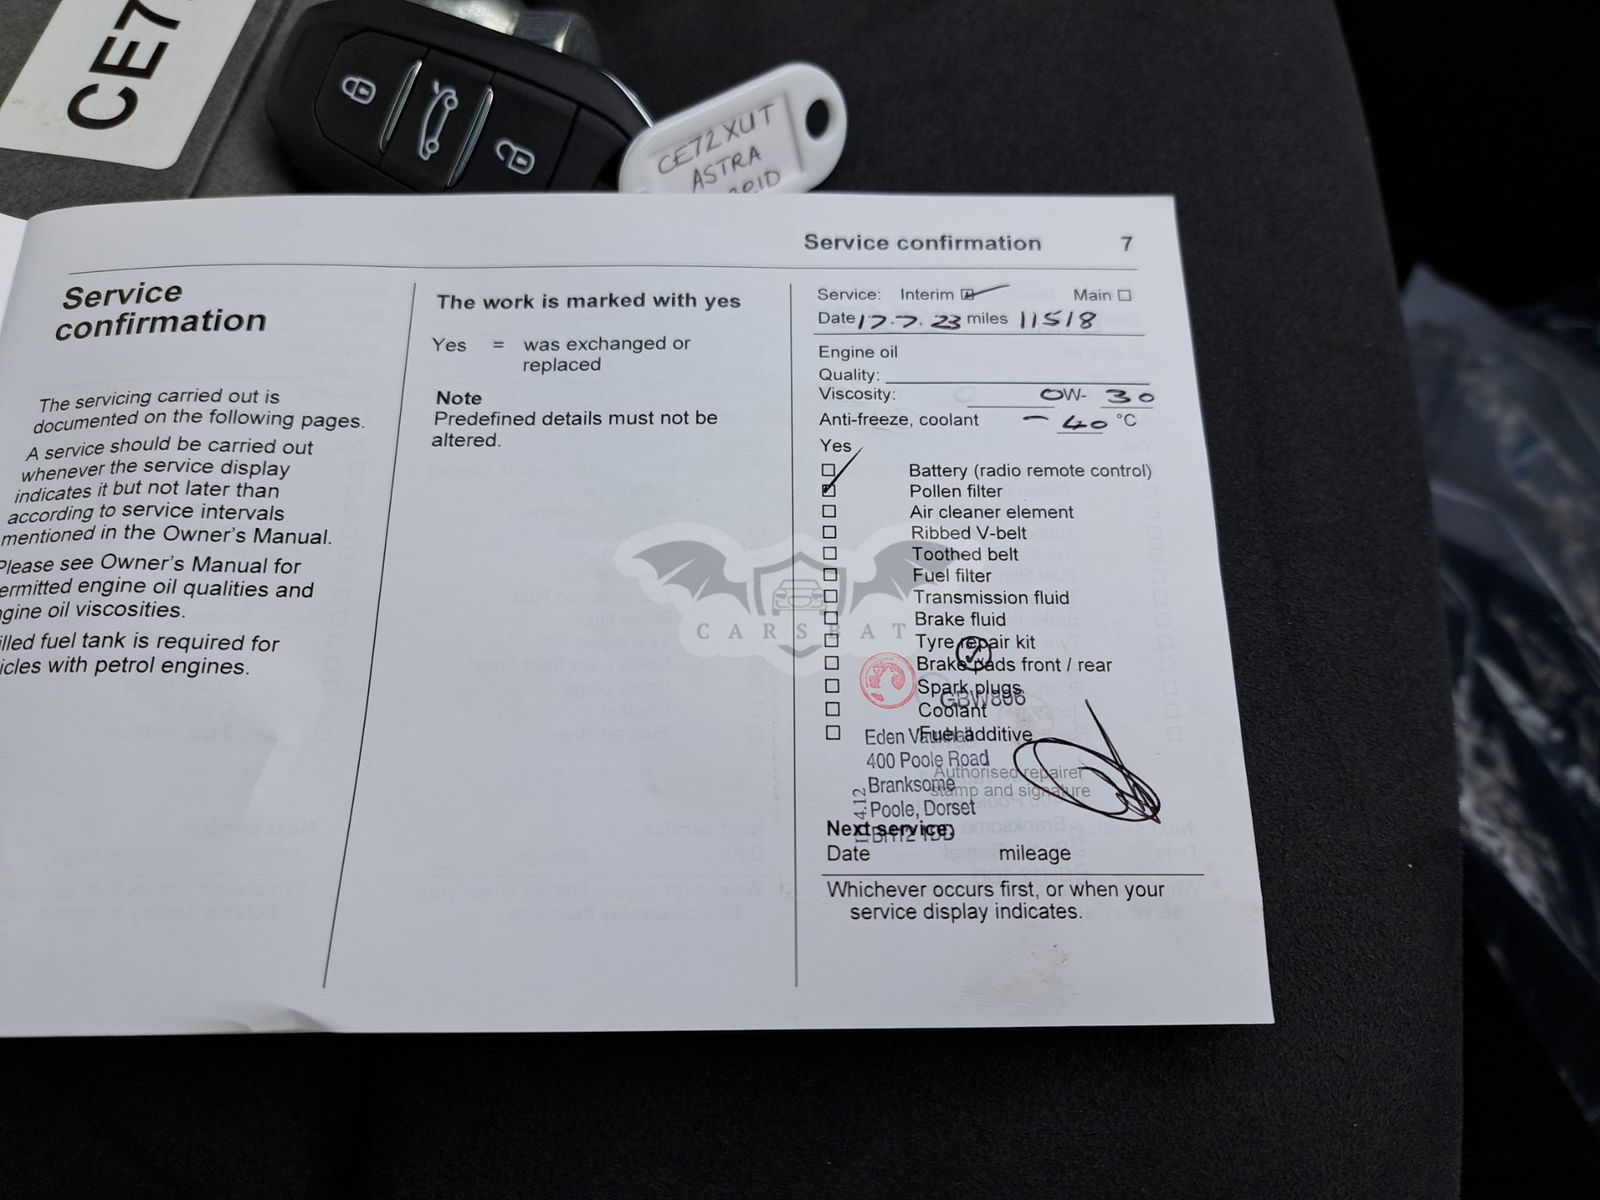 CE7
CE72XUT
ASTRA
Service confirmation 7
Service
confirmation
The servicing carried out is
documented on the following pages.
A service should be carried out
whenever the service display
indicates it but not later than
according to service intervals
mentioned in the Owner's Manual.
Please see Owner's Manual for
ermitted engine oil qualities and
ngine oil viscosities.
illed fuel tank is required for
icles with petrol engines.
The work is marked with yes
Yes = was exchanged or
replaced
Note
Predefined details must not be
altered.
Service: Interim Main
Date 17.7.23 miles 11518
Engine oil
Quality:
Viscosity: 0W-30
Anti-freeze, coolant -40 °C
Yes
Battery (radio remote control)
Pollen filter
Air cleaner element
Ribbed V-belt
Toothed belt
Fuel filter
Transmission fluid
Brake fluid
Tyre repair kit
Brake pads front / rear
Spark plugs
GBW866
Coolant
Fuel additive
Eden Vauxhall
400 Poole Road
Branksome
Poole, Dorset
BH12 1DD
Authorised repairer
stamp and signature
Next service:
Date mileage
Whichever occurs first, or when your
service display indicates.
CARSBAT